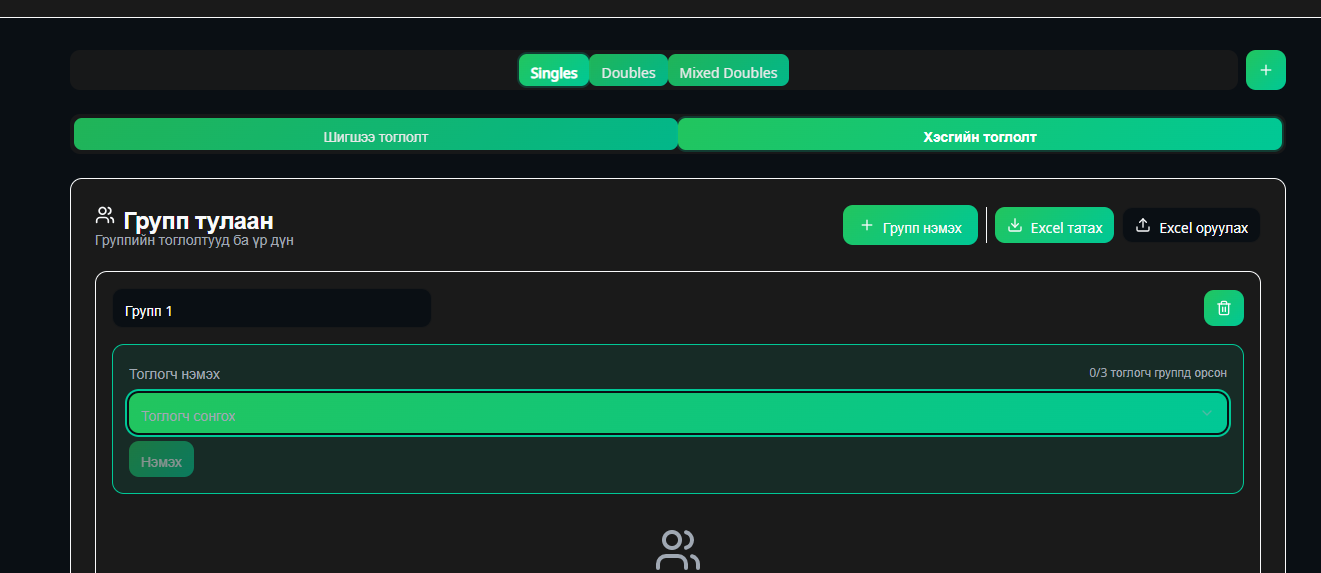 Singles Doubles Mixed Doubles
Шигшээ тоглолт Хэсгийн тоглолт
Групп тулаан
Группийн тоглолтууд ба үр дүн
Групп нэмэх Excel татах Excel оруулах
Групп 1
Тоглогч нэмэх 0/3 тоглогч группд орсон
Тоглогч сонгох
Нэмэх